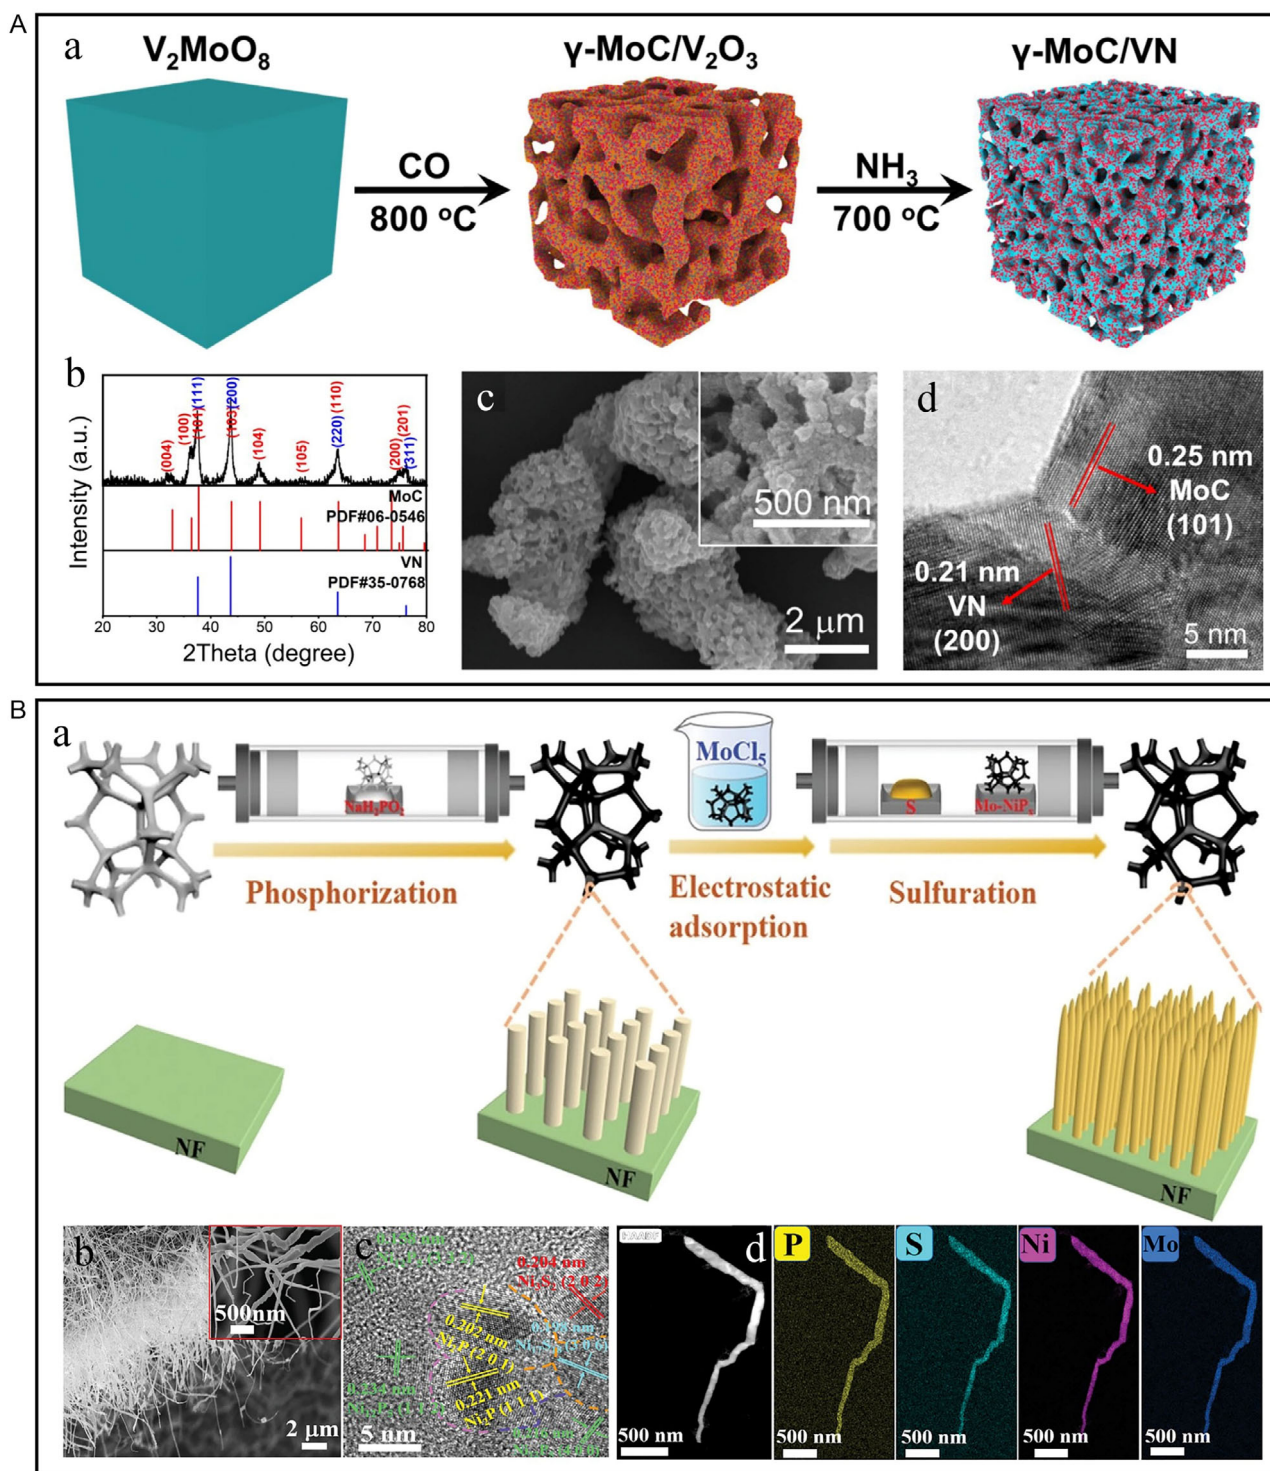 A
a
V₂MoO₈
γ-MoC/V₂O₃
γ-MoC/VN
CO
800 °C
NH₃
700 °C
b
Intensity (a.u.)
(004)
(100)
(101)
(111)
(103)
(200)
(104)
(105)
(220)
(110)
(200)
(201)
(311)
MoC
PDF#06-0546
VN
PDF#35-0768
20 30 40 50 60 70 80
2Theta (degree)
c
500 nm
2 μm
d
0.25 nm
MoC
(101)
0.21 nm
VN
(200)
5 nm
B
a
NaH₂PO₂
MoCl₅
S
Mo-NiPₓ
Phosphorization
Electrostatic
adsorption
Sulfuration
NF
NF
NF
b
500nm
2 μm
c
0.204 nm
0.202 nm
Ni₂P (2 0 1)
0.221 nm
Ni₂P (1 1 1)
0.234 nm
5 nm
HAADF
d
P
S
Ni
Mo
500 nm
500 nm
500 nm
500 nm
500 nm